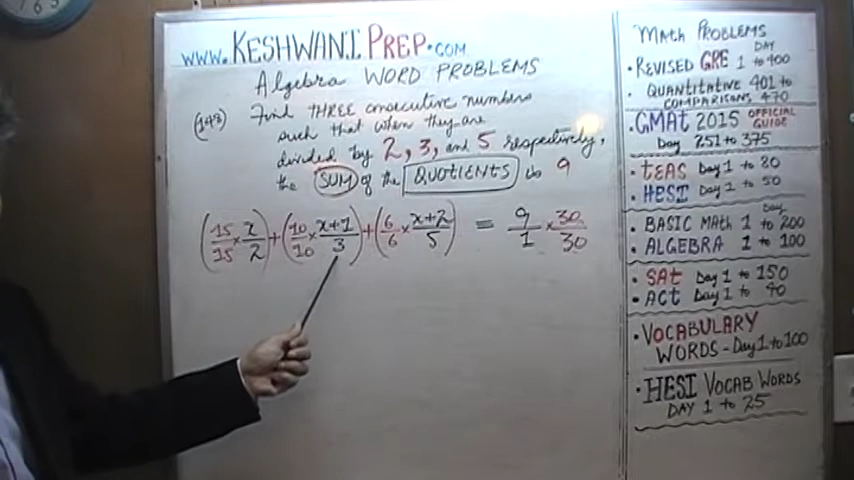 www.KESHWANIPREP.COM
Algebra WORD PROBLEMS
(148) Find THREE consecutive numbers
such that when they are
divided by 2, 3, and 5 respectively,
the SUM of the QUOTIENTS is 9
(15/15 × x/2) + (10/10 × x+1/3) + (6/6 × x+2/5) = 9/1 × 30/30
MATH PROBLEMS
DAY
• REVISED GRE 1 to 400
• QUANTITATIVE 401 to
COMPARISONS 470
• GMAT 2015 OFFICIAL GUIDE
Day 251 to 375
• TEAS Day 1 to 80
• HESI Day 1 to 50
Day
• BASIC MATH 1 to 200
• ALGEBRA 1 to 100
• SAT Day 1 to 150
• ACT Day 1 to 90
• VOCABULARY
WORDS - Day 1 to 100
• HESI VOCAB WORDS
DAY 1 to 25